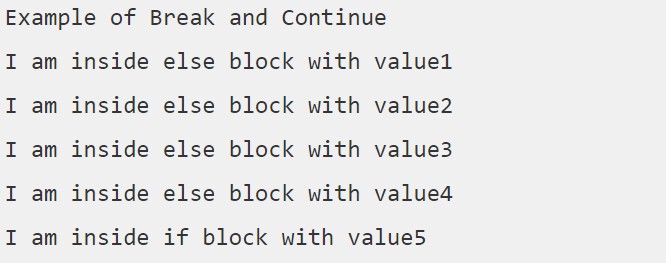 Example of Break and Continue
I am inside else block with value1
I am inside else block with value2
I am inside else block with value3
I am inside else block with value4
I am inside if block with value5